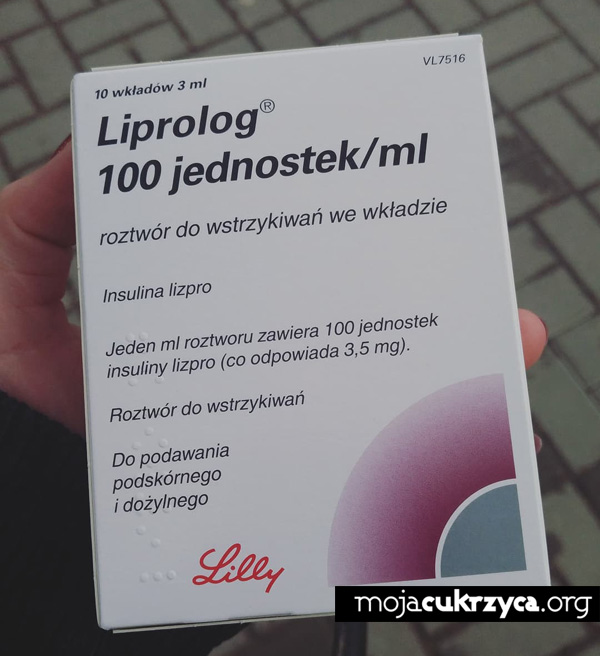 10 wkładów 3 ml
VL7516
Liprolog®
100 jednostek/ml
roztwór do wstrzykiwań we wkładzie
Insulina lizpro
Jeden ml roztworu zawiera 100 jednostek
insuliny lizpro (co odpowiada 3,5 mg).
Roztwór do wstrzykiwań
Do podawania
podskórnego
i dożylnego
Lilly
mojacukrzyca.org